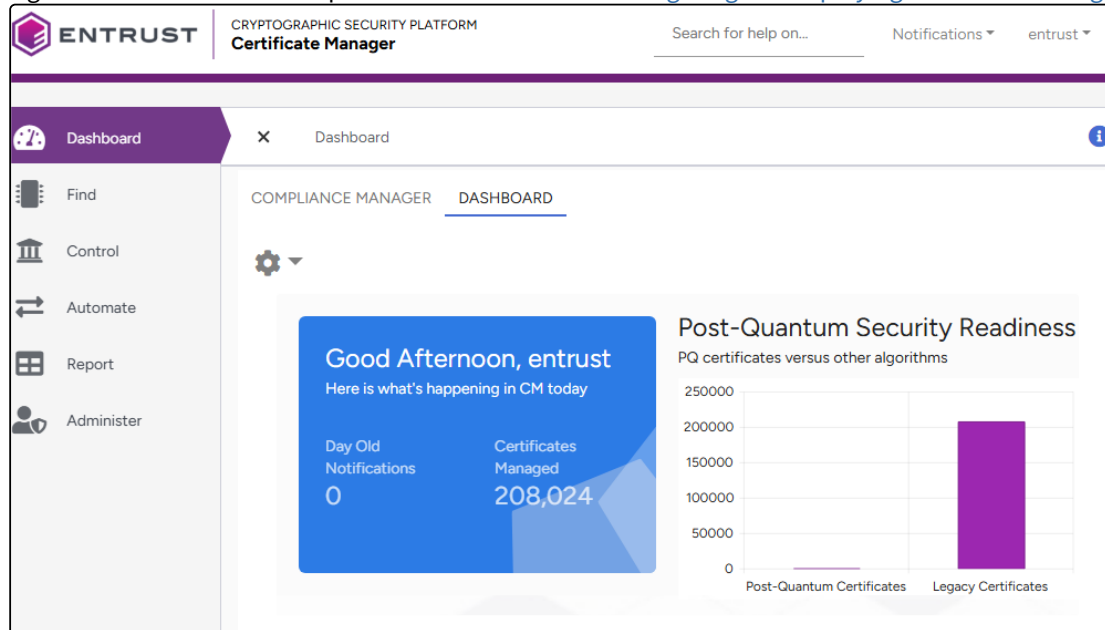 ENTRUST
CRYPTOGRAPHIC SECURITY PLATFORM
Certificate Manager
Search for help on...
Notifications
entrust
Dashboard
Find
Control
Automate
Report
Administer
Dashboard
COMPLIANCE MANAGER DASHBOARD
Good Afternoon, entrust
Here is what's happening in CM today
Day Old
Notifications
0
Certificates
Managed
208,024
Post-Quantum Security Readiness
PQ certificates versus other algorithms
250000
200000
150000
100000
50000
0
Post-Quantum Certificates Legacy Certificates